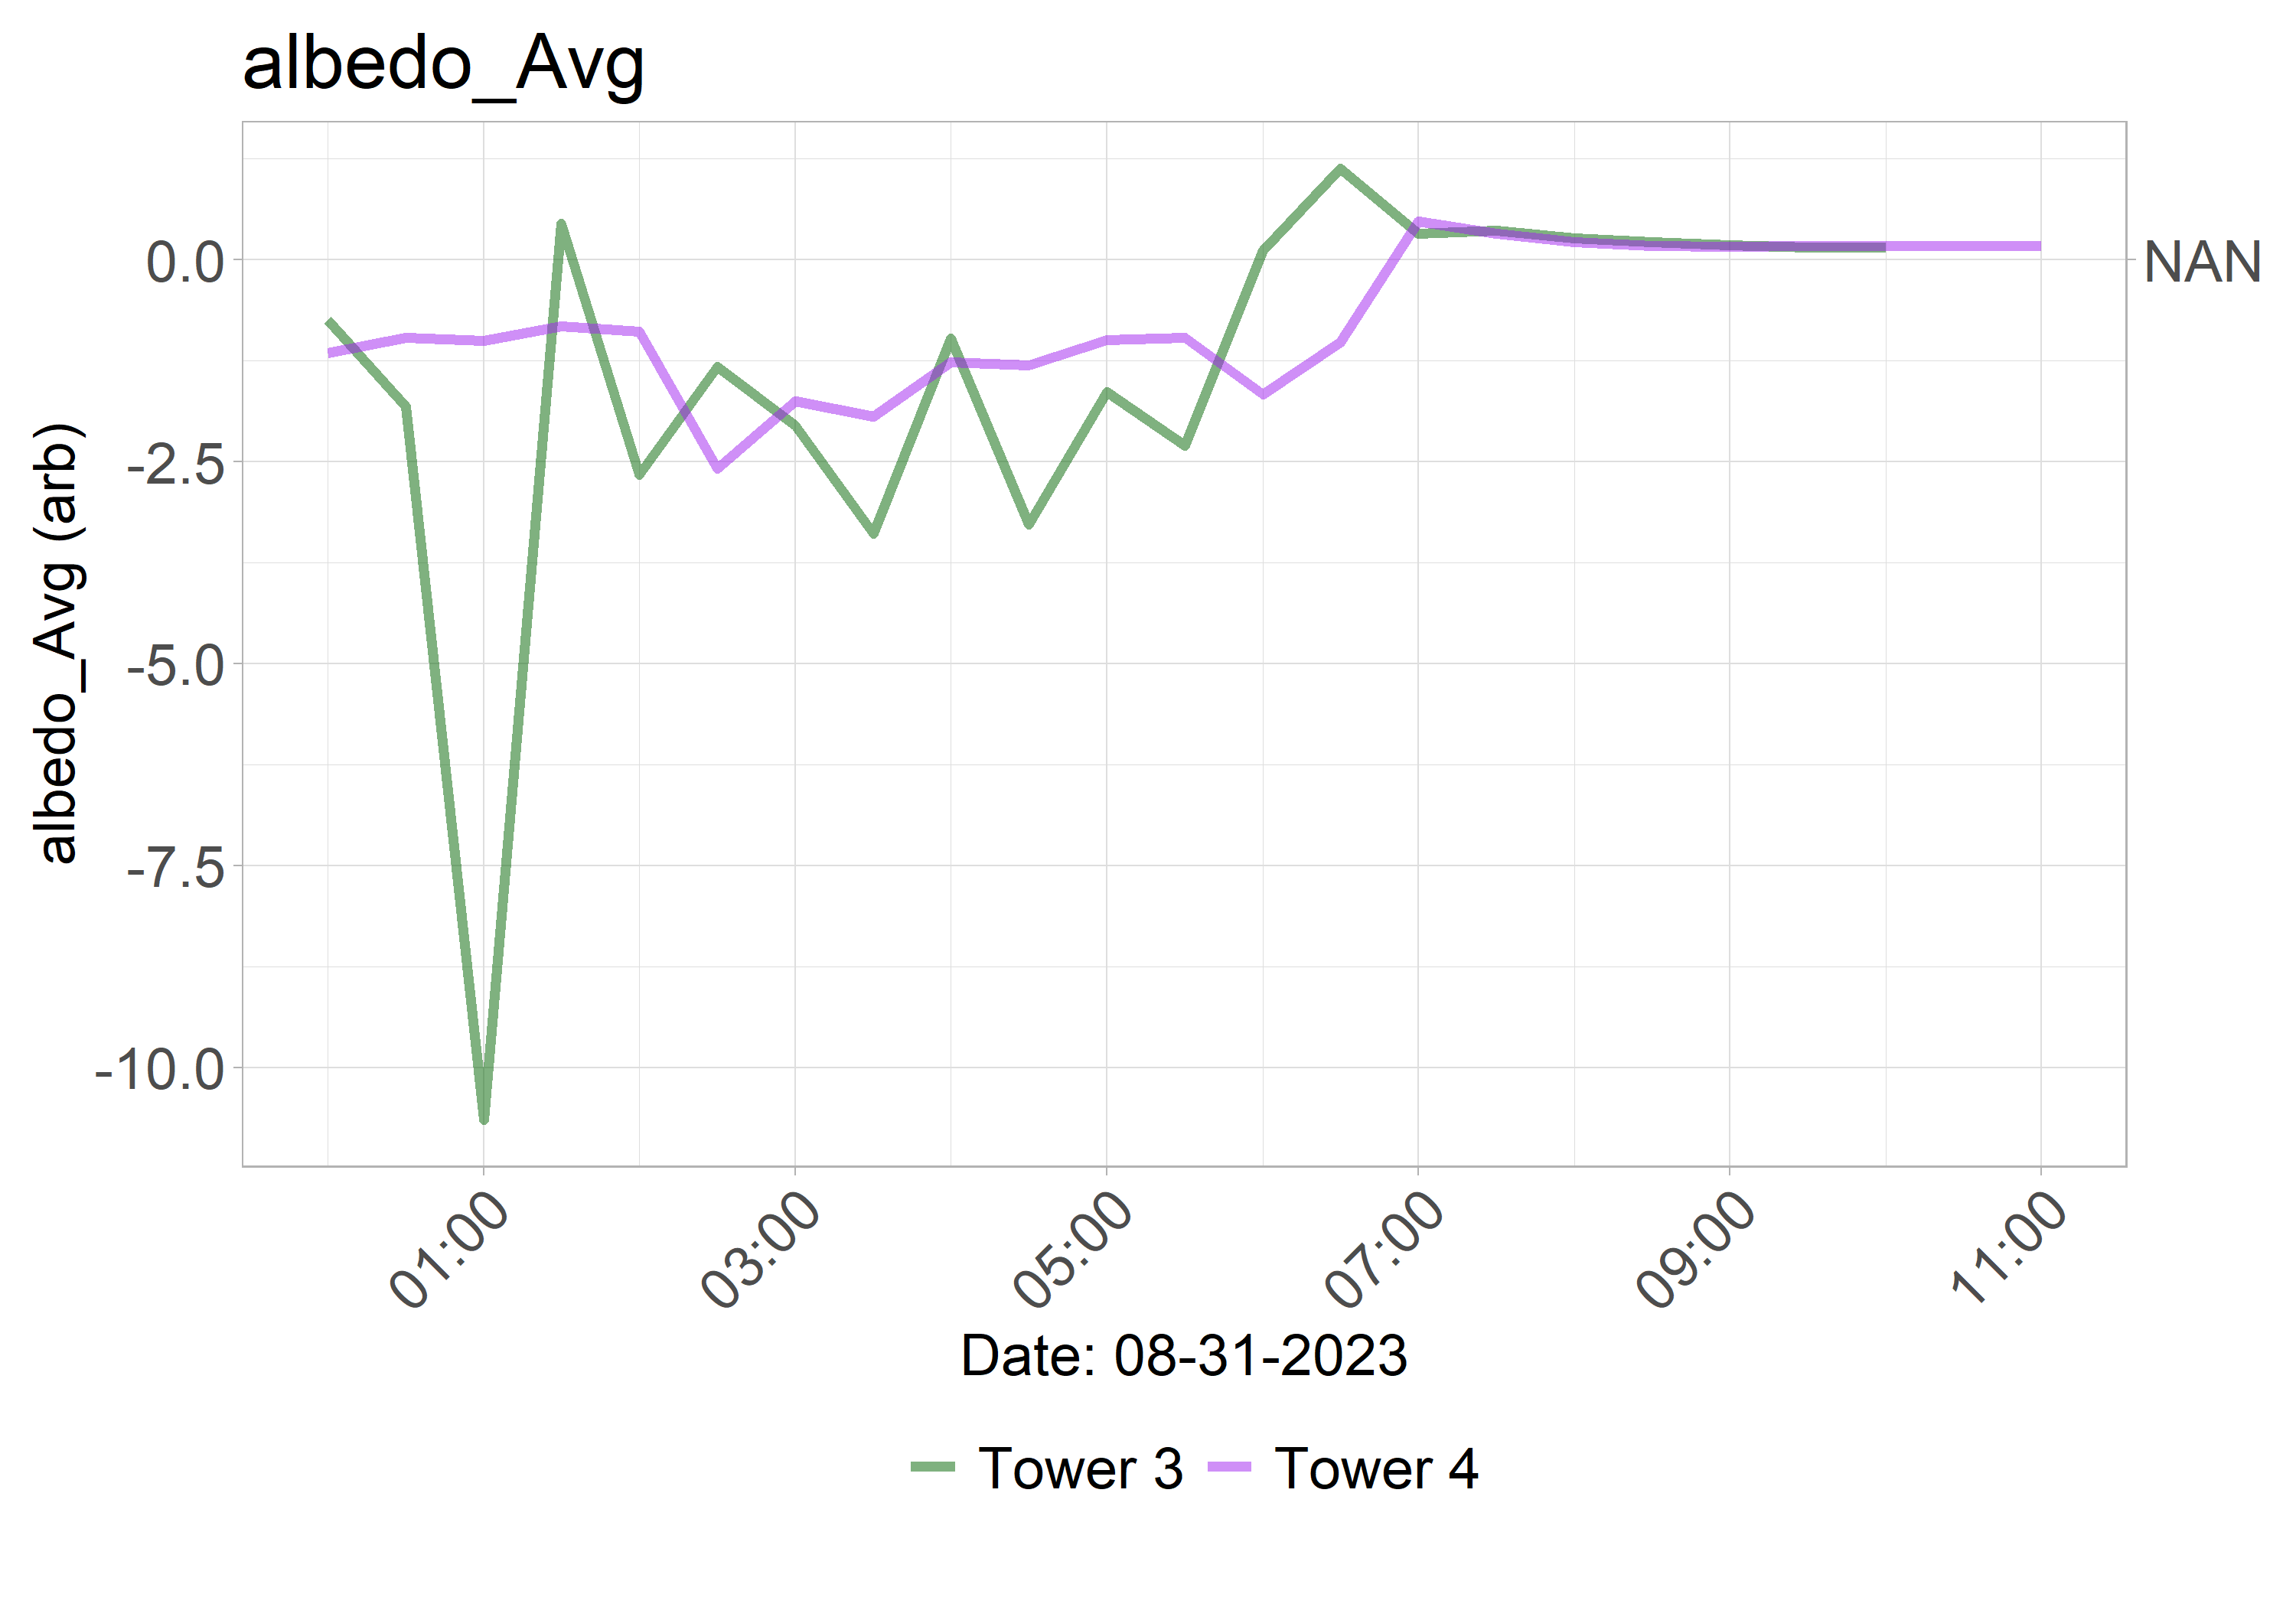 albedo_Avg
albedo_Avg (arb)
0.0
-2.5
-5.0
-7.5
-10.0
NAN
01:00
03:00
05:00
07:00
09:00
11:00
Date: 08-31-2023
Tower 3
Tower 4